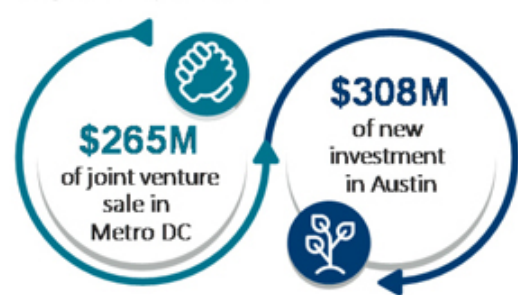 $265M
of joint venture
sale in
Metro DC
$308M
of new
investment
in Austin